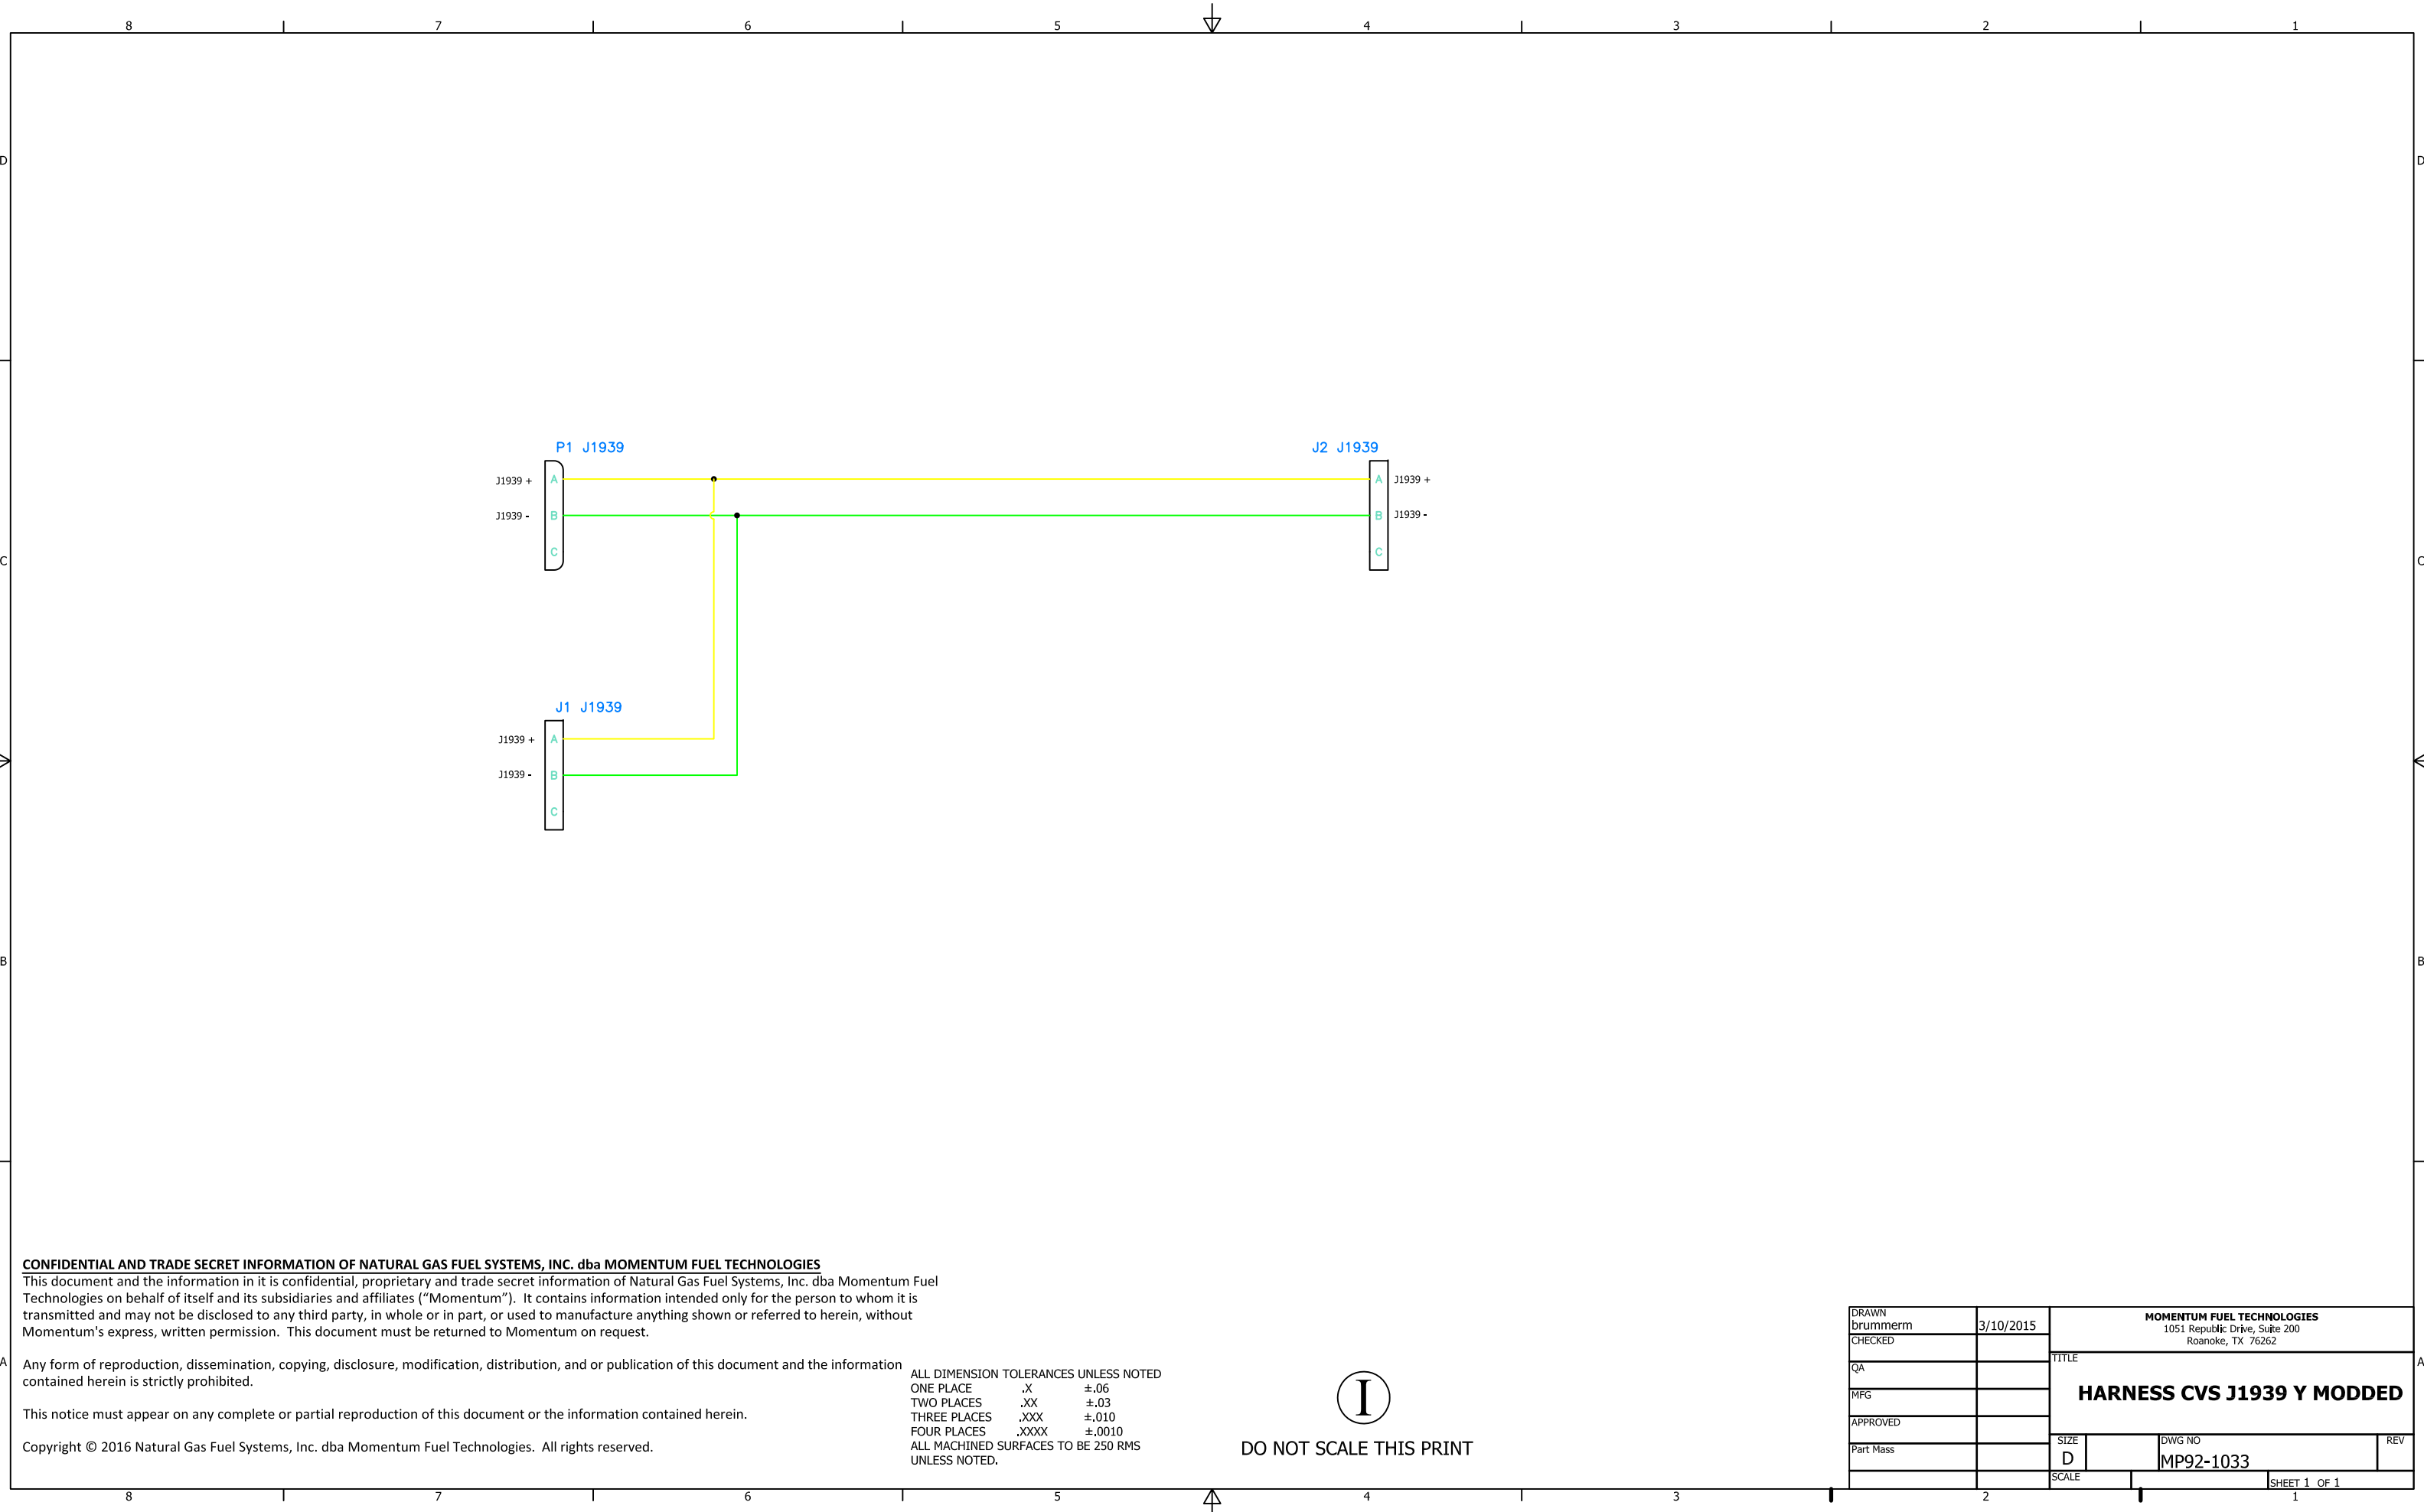 8 7 6 5 4 3 2 1
D D
P1 J1939
J2 J1939
J1939 + A
A J1939 +
J1939 - B
B J1939 -
C
C
C C
J1 J1939
J1939 + A
J1939 - B
C
B B
CONFIDENTIAL AND TRADE SECRET INFORMATION OF NATURAL GAS FUEL SYSTEMS, INC. dba MOMENTUM FUEL TECHNOLOGIES
This document and the information in it is confidential, proprietary and trade secret information of Natural Gas Fuel Systems, Inc. dba Momentum Fuel
Technologies on behalf of itself and its subsidiaries and affiliates (“Momentum”). It contains information intended only for the person to whom it is
transmitted and may not be disclosed to any third party, in whole or in part, or used to manufacture anything shown or referred to herein, without
Momentum's express, written permission. This document must be returned to Momentum on request.
A A
Any form of reproduction, dissemination, copying, disclosure, modification, distribution, and or publication of this document and the information
contained herein is strictly prohibited.
This notice must appear on any complete or partial reproduction of this document or the information contained herein.
Copyright © 2016 Natural Gas Fuel Systems, Inc. dba Momentum Fuel Technologies. All rights reserved.
ALL DIMENSION TOLERANCES UNLESS NOTED
ONE PLACE .X ±.06
TWO PLACES .XX ±.03
THREE PLACES .XXX ±.010
FOUR PLACES .XXXX ±.0010
ALL MACHINED SURFACES TO BE 250 RMS
UNLESS NOTED.
I
DO NOT SCALE THIS PRINT
DRAWN
brummerm 3/10/2015
CHECKED
QA
MFG
APPROVED
Part Mass
MOMENTUM FUEL TECHNOLOGIES
1051 Republic Drive, Suite 200
Roanoke, TX 76262
TITLE
HARNESS CVS J1939 Y MODDED
SIZE
D
DWG NO
MP92-1033
REV
SCALE
SHEET 1 OF 1
8 7 6 5 4 3 2 1